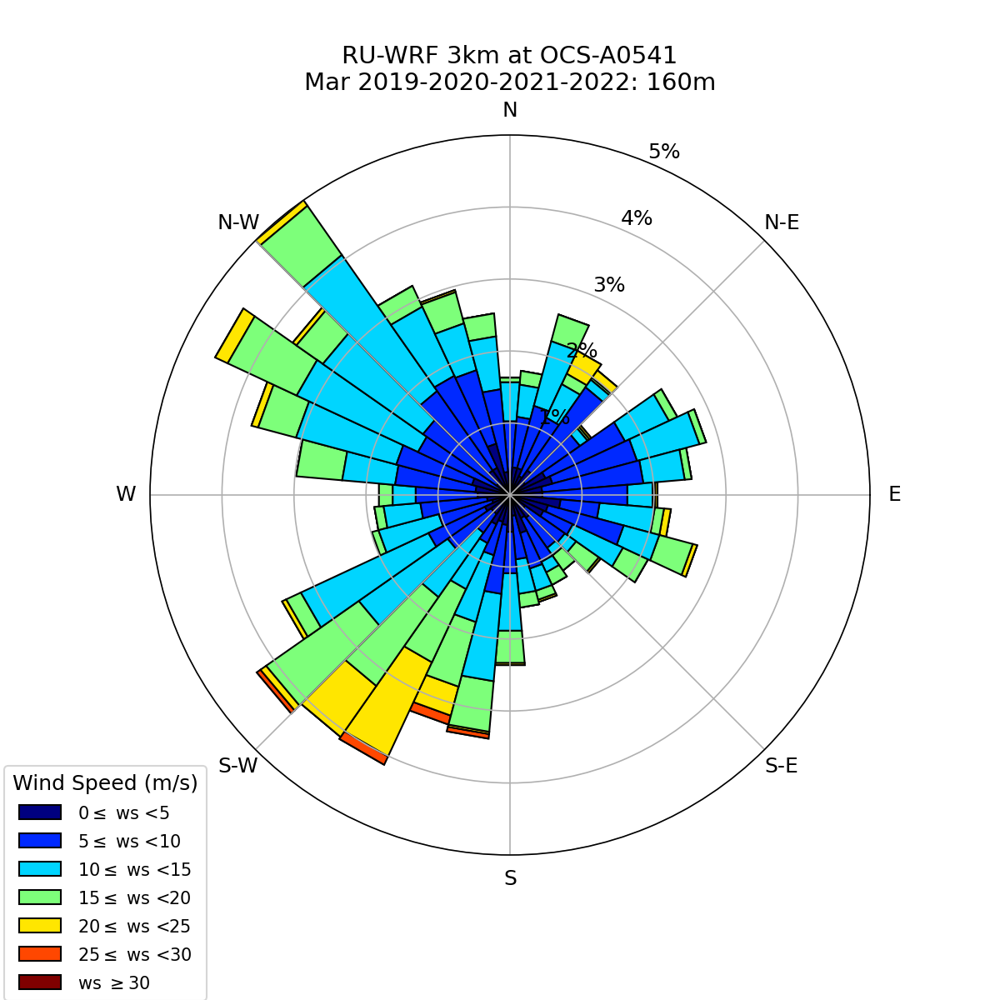 RU-WRF 3km at OCS-A0541
Mar 2019-2020-2021-2022: 160m
N
5%
N-W
4%
N-E
3%
2%
1%
W
E
S-W
S-E
S
Wind Speed (m/s)
0 ≤ ws <5
5 ≤ ws <10
10 ≤ ws <15
15 ≤ ws <20
20 ≤ ws <25
25 ≤ ws <30
ws ≥ 30